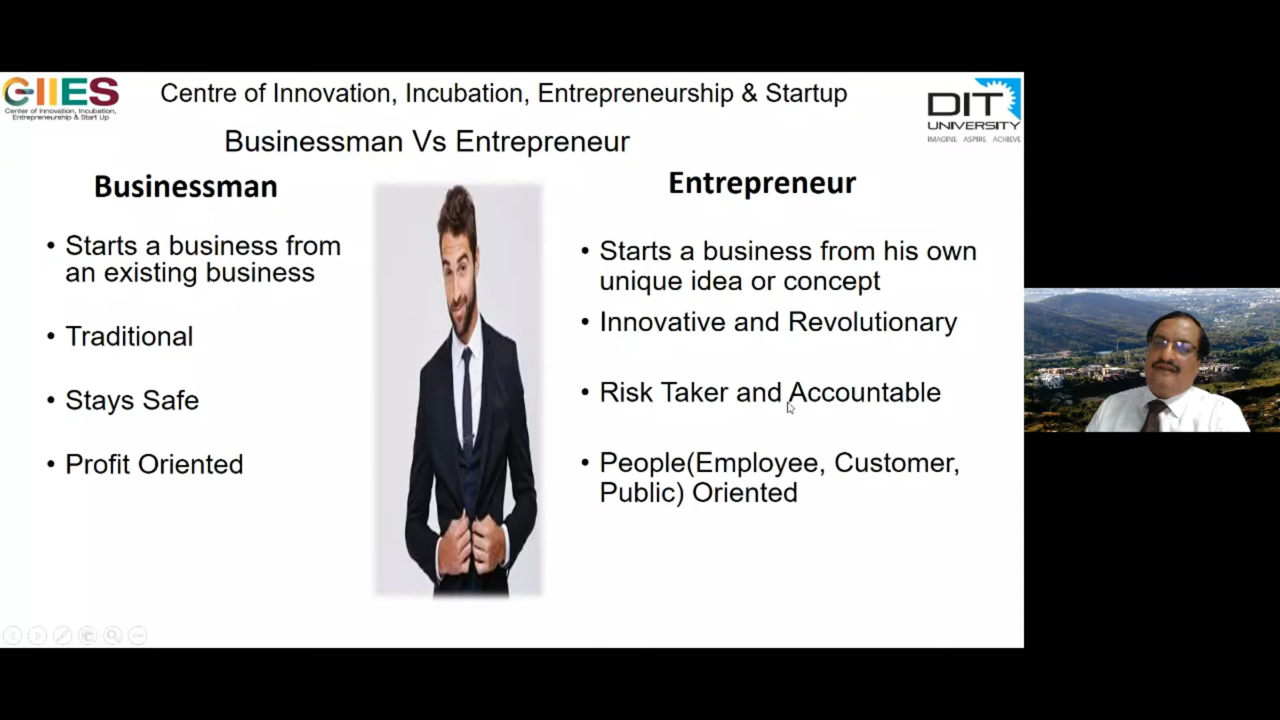 CIIES
Center of Innovation, Incubation,
Entrepreneurship & Start Up
Centre of Innovation, Incubation, Entrepreneurship & Startup
DIT
UNIVERSITY
IMAGINE ASPIRE ACHIEVE
Businessman Vs Entrepreneur
Businessman
• Starts a business from
an existing business
• Traditional
• Stays Safe
• Profit Oriented
Entrepreneur
• Starts a business from his own
unique idea or concept
• Innovative and Revolutionary
• Risk Taker and Accountable
• People(Employee, Customer,
Public) Oriented